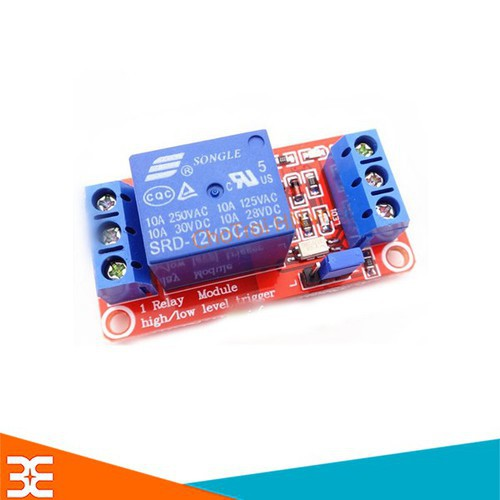 SONGLE
®
CQC
C US
5
10A 250VAC 10A 125VAC
10A 30VDC 10A 28VDC
SRD-12VDC-SL-C
1 Relay Module
high/low level trigger